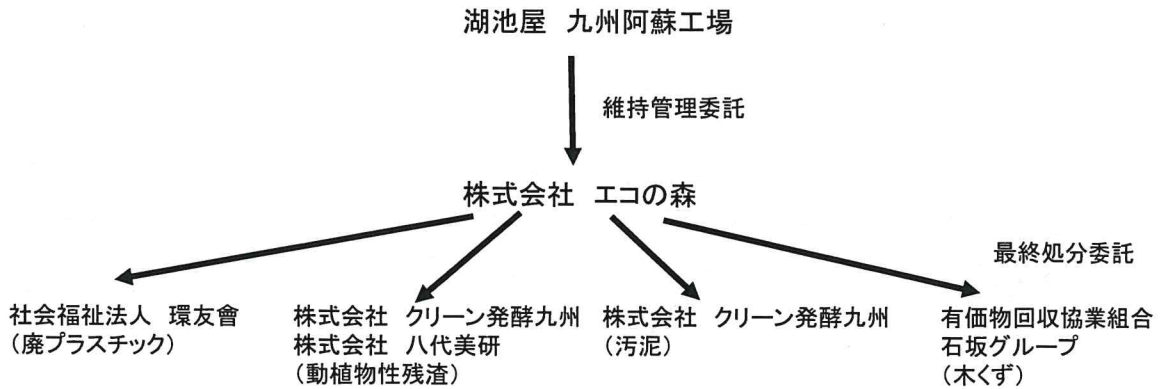 湖池屋 九州阿蘇工場
維持管理委託
株式会社 エコの森
最終処分委託
社会福祉法人 環友會
（廃プラスチック）
株式会社 クリーン発酵九州
株式会社 八代美研
（動植物性残渣）
株式会社 クリーン発酵九州
（汚泥）
有価物回収協業組合
石坂グループ
（木くず）